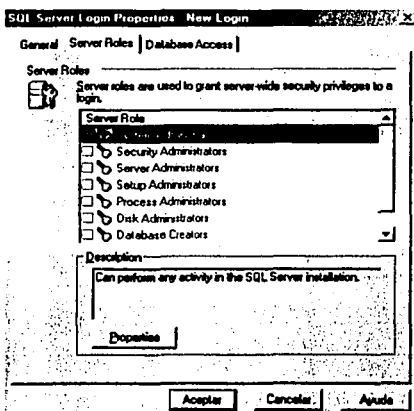 SQL Server Login Properties - New Login
General Server Roles Database Access
Server Roles
Server roles are used to grant server-wide security privileges to a
login.
Server Role
Security Administrators
Server Administrators
Setup Administrators
Process Administrators
Disk Administrators
Database Creators
Description
Can perform any activity in the SQL Server installation.
Properties
Aceptar Cancelar Ayuda